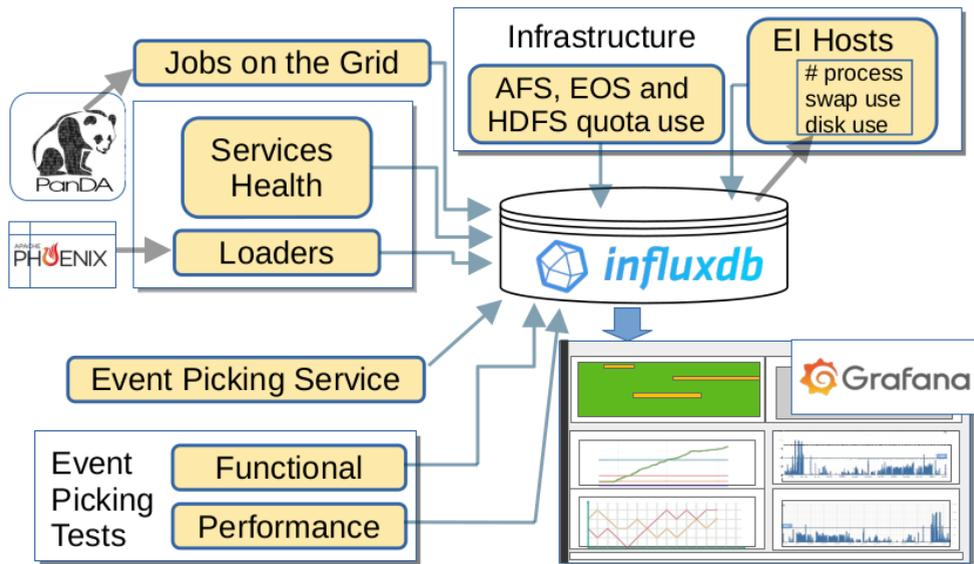 Jobs on the Grid
PanDA
Services
Health
APACHE
PHOENIX
Loaders
Infrastructure
AFS, EOS and
HDFS quota use
EI Hosts
# process
swap use
disk use
influxdb
Event Picking Service
Event
Picking
Tests
Functional
Performance
Grafana